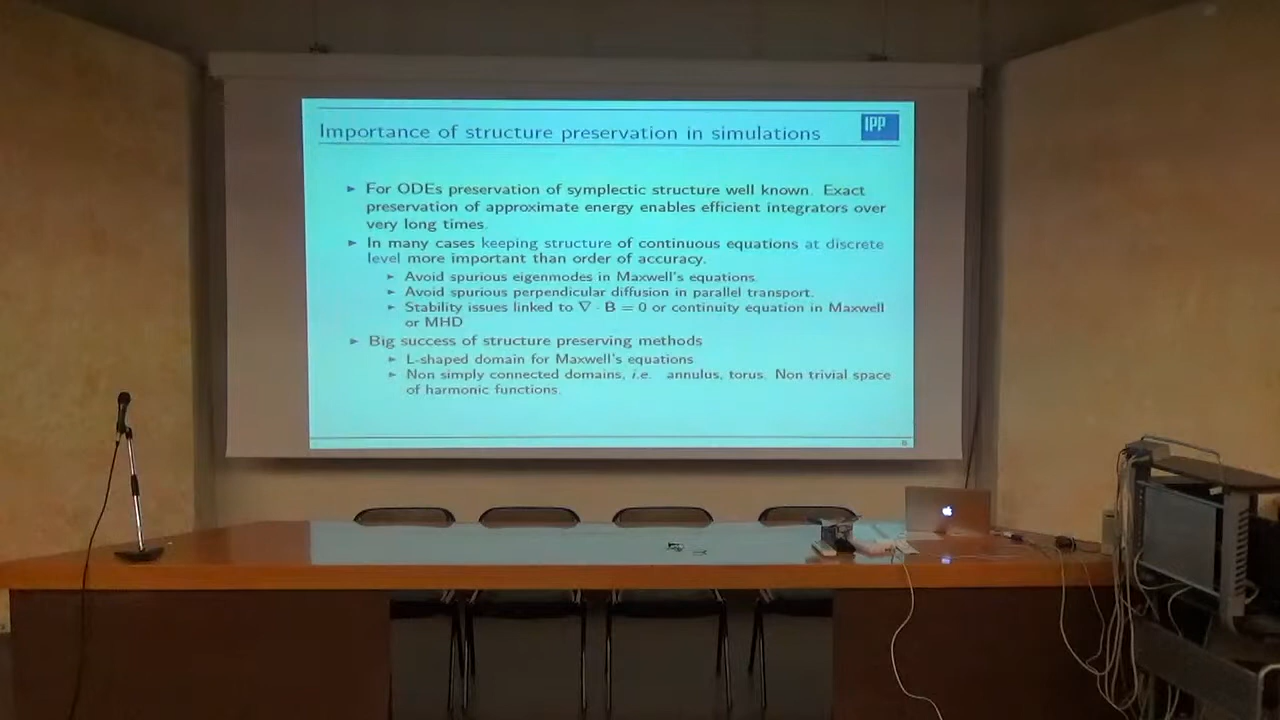 Importance of structure preservation in simulations
IPP
► For ODEs preservation of symplectic structure well known. Exact
preservation of approximate energy enables efficient integrators over
very long times.
► In many cases keeping structure of continuous equations at discrete
level more important than order of accuracy.
► Avoid spurious eigenmodes in Maxwell's equations.
► Avoid spurious perpendicular diffusion in parallel transport.
► Stability issues linked to ∇ · B = 0 or continuity equation in Maxwell
or MHD
► Big success of structure preserving methods
► L-shaped domain for Maxwell's equations
► Non simply connected domains, i.e. annulus, torus. Non trivial space
of harmonic functions.